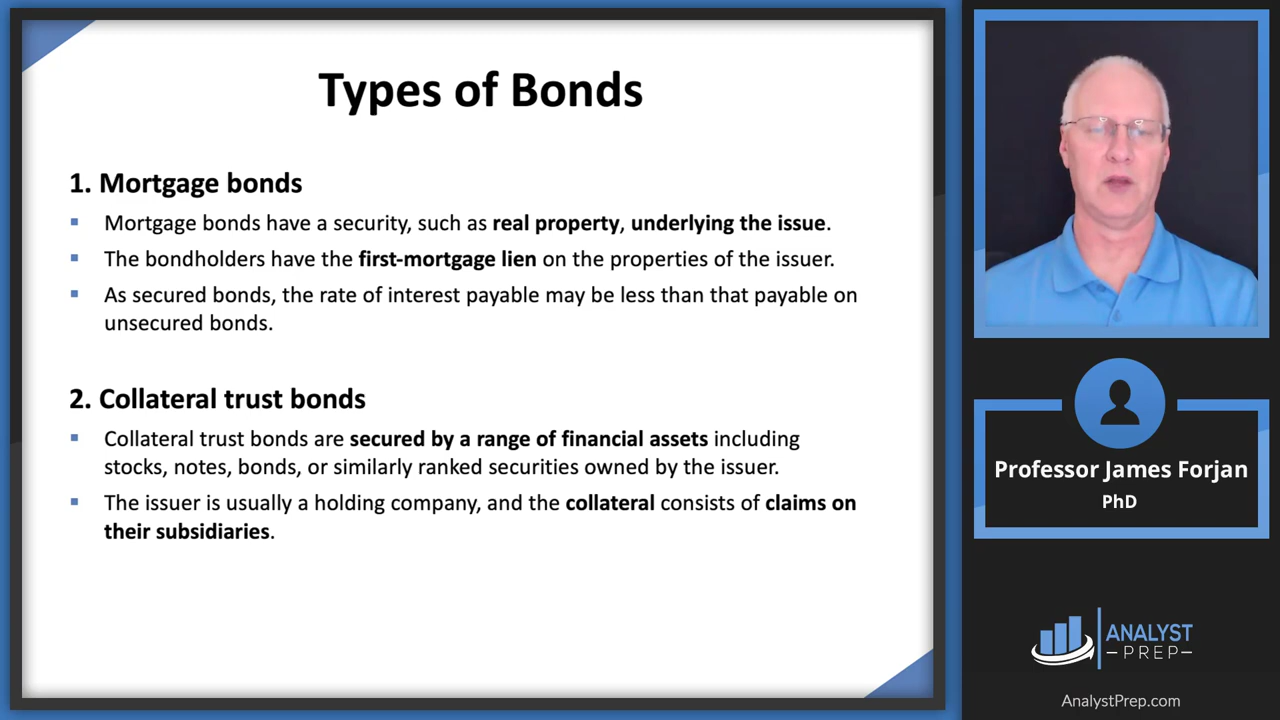 Types of Bonds
1. Mortgage bonds
▪ Mortgage bonds have a security, such as real property, underlying the issue.
▪ The bondholders have the first-mortgage lien on the properties of the issuer.
▪ As secured bonds, the rate of interest payable may be less than that payable on
unsecured bonds.
2. Collateral trust bonds
▪ Collateral trust bonds are secured by a range of financial assets including
stocks, notes, bonds, or similarly ranked securities owned by the issuer.
▪ The issuer is usually a holding company, and the collateral consists of claims on
their subsidiaries.
Professor James Forjan
PhD
ANALYST
–PREP–
AnalystPrep.com